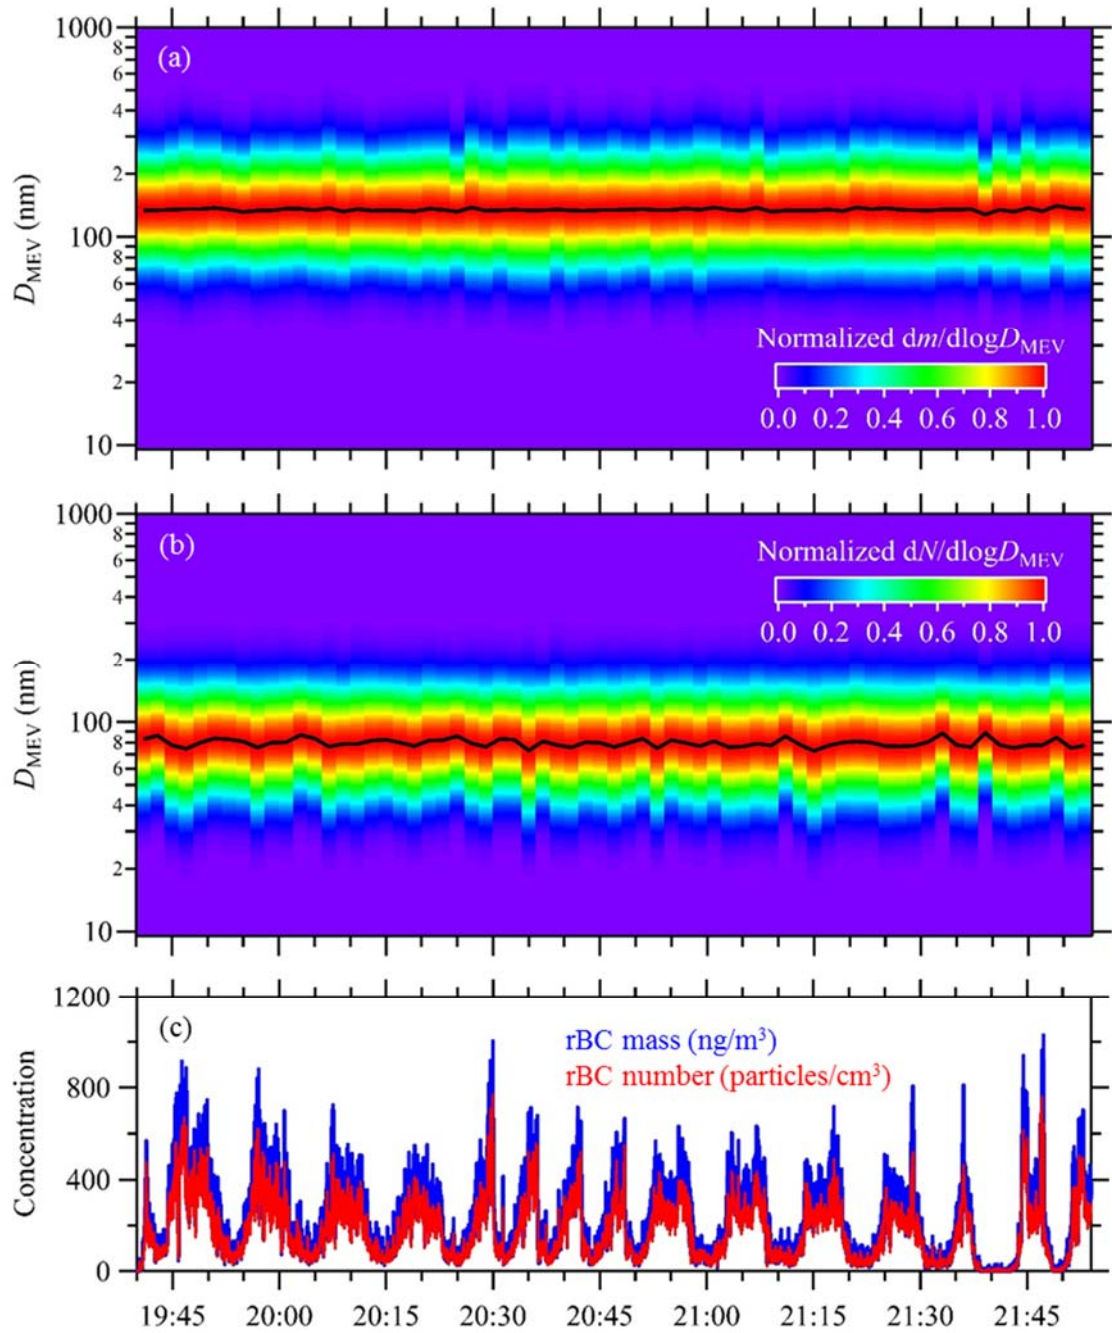 1000
(a)
8
6
4
2
D_MEV (nm)
100
8
6
4
Normalized dm/dlogD_MEV
2
0.0 0.2 0.4 0.6 0.8 1.0
10
1000
(b)
8
Normalized dN/dlogD_MEV
6
4
0.0 0.2 0.4 0.6 0.8 1.0
2
D_MEV (nm)
100
8
6
4
2
10
1200
(c)
rBC mass (ng/m³)
rBC number (particles/cm³)
800
Concentration
400
0
19:45 20:00 20:15 20:30 20:45 21:00 21:15 21:30 21:45